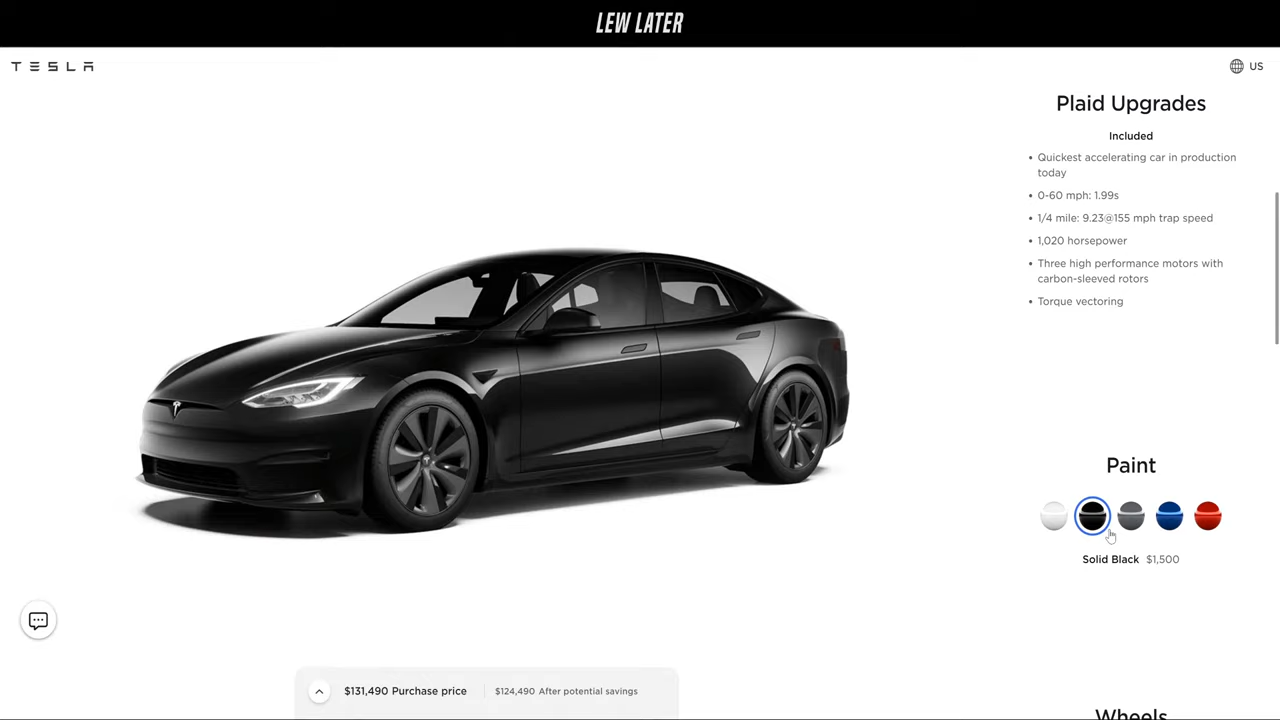 LEW LATER
TESLA
US
Plaid Upgrades
Included
• Quickest accelerating car in production
today
• 0-60 mph: 1.99s
• 1/4 mile: 9.23@155 mph trap speed
• 1,020 horsepower
• Three high performance motors with
carbon-sleeved rotors
• Torque vectoring
Paint
Solid Black $1,500
$131,490 Purchase price
$124,490 After potential savings
Wheels